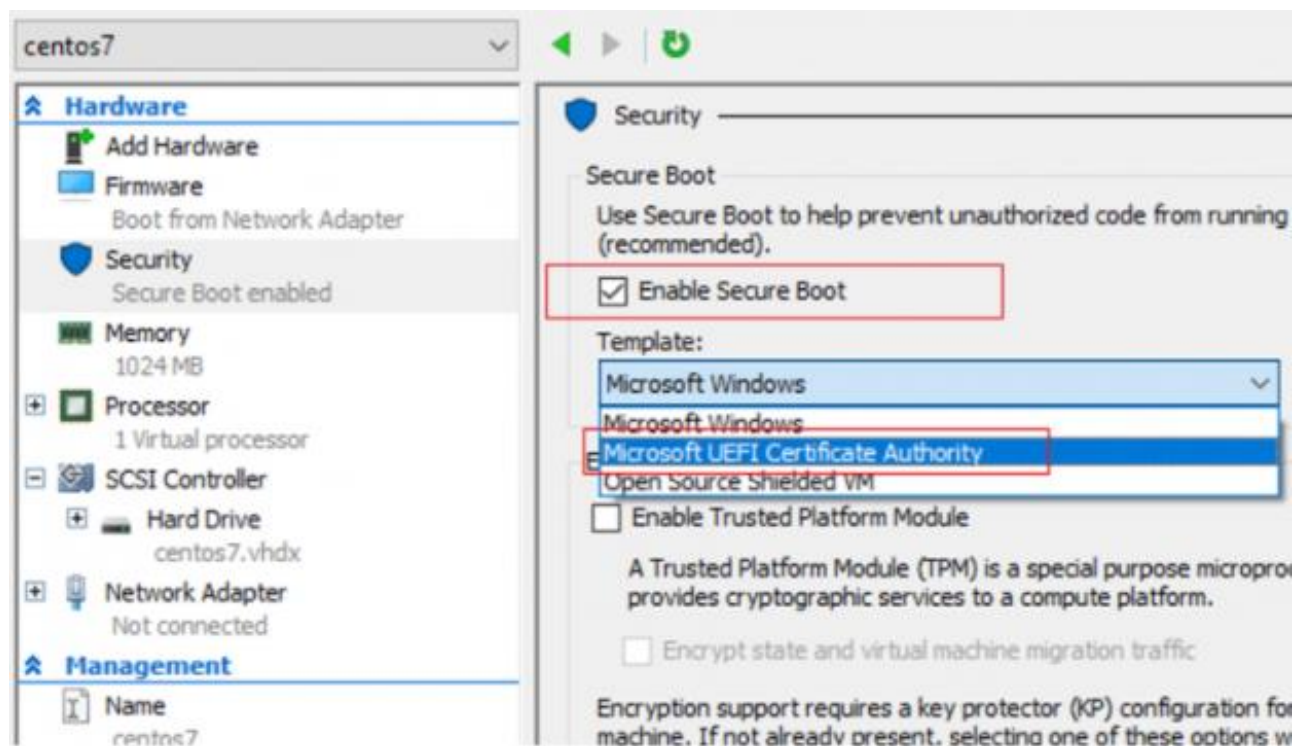 centos7
Hardware
Add Hardware
Firmware
Boot from Network Adapter
Security
Secure Boot enabled
Memory
1024 MB
Processor
1 Virtual processor
SCSI Controller
Hard Drive
centos7.vhdx
Network Adapter
Not connected
Management
Name
centos7
Security
Secure Boot
Use Secure Boot to help prevent unauthorized code from running
(recommended).
Enable Secure Boot
Template:
Microsoft Windows
Microsoft Windows
Microsoft UEFI Certificate Authority
Open Source Shielded VM
Enable Trusted Platform Module
A Trusted Platform Module (TPM) is a special purpose microproc
provides cryptographic services to a compute platform.
Encrypt state and virtual machine migration traffic
Encryption support requires a key protector (KP) configuration for
machine. If not already present, selecting one of these options w